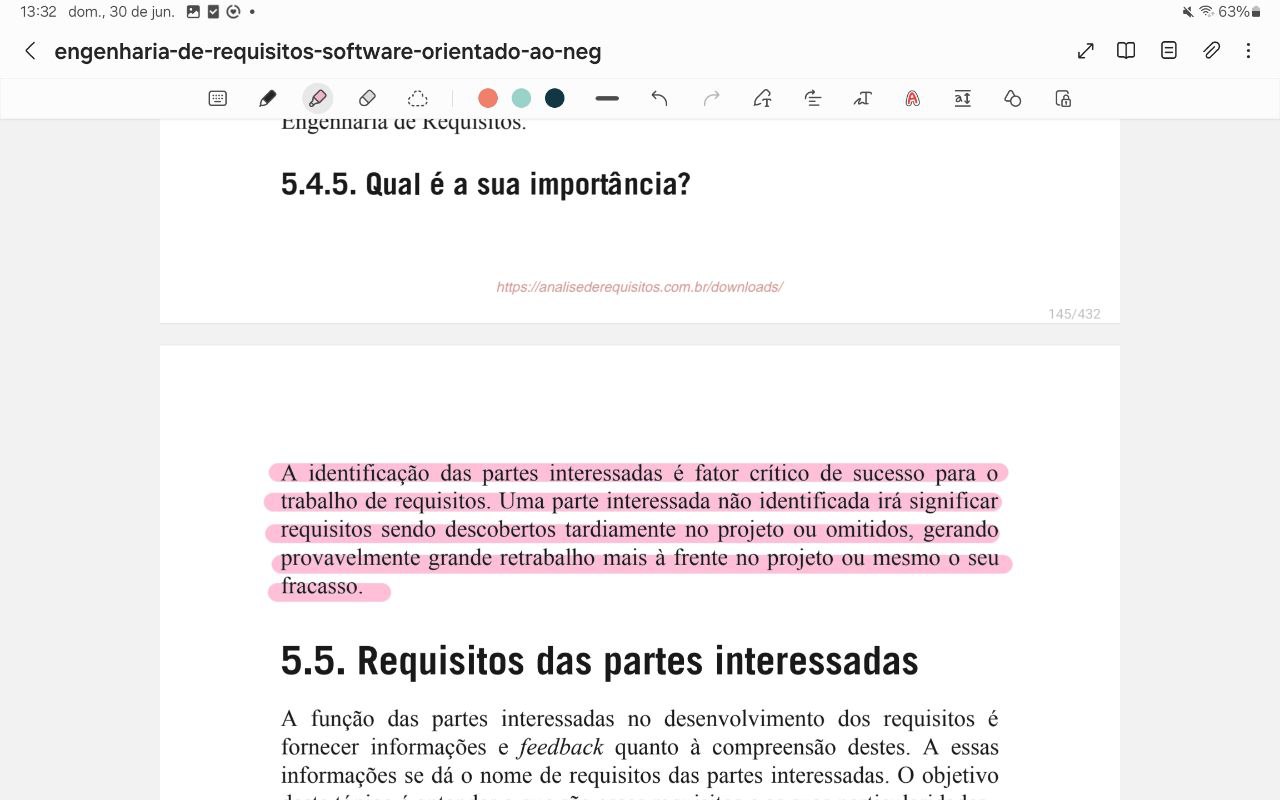 13:32 dom., 30 de jun.
63%
engenharia-de-requisitos-software-orientado-ao-neg
Engenharia de Requisitos.
5.4.5. Qual é a sua importância?
https://analisederequisitos.com.br/downloads/
145/432
A identificação das partes interessadas é fator crítico de sucesso para o
trabalho de requisitos. Uma parte interessada não identificada irá significar
requisitos sendo descobertos tardiamente no projeto ou omitidos, gerando
provavelmente grande retrabalho mais à frente no projeto ou mesmo o seu
fracasso.
5.5. Requisitos das partes interessadas
A função das partes interessadas no desenvolvimento dos requisitos é
fornecer informações e feedback quanto à compreensão destes. A essas
informações se dá o nome de requisitos das partes interessadas. O objetivo